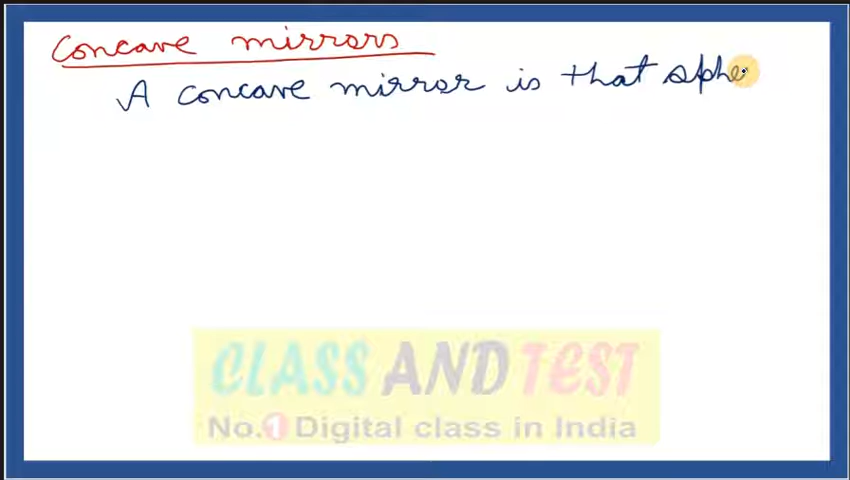 Concave mirrors
A concave mirror is that sphe
CLASS AND TEST
No.1 Digital class in India